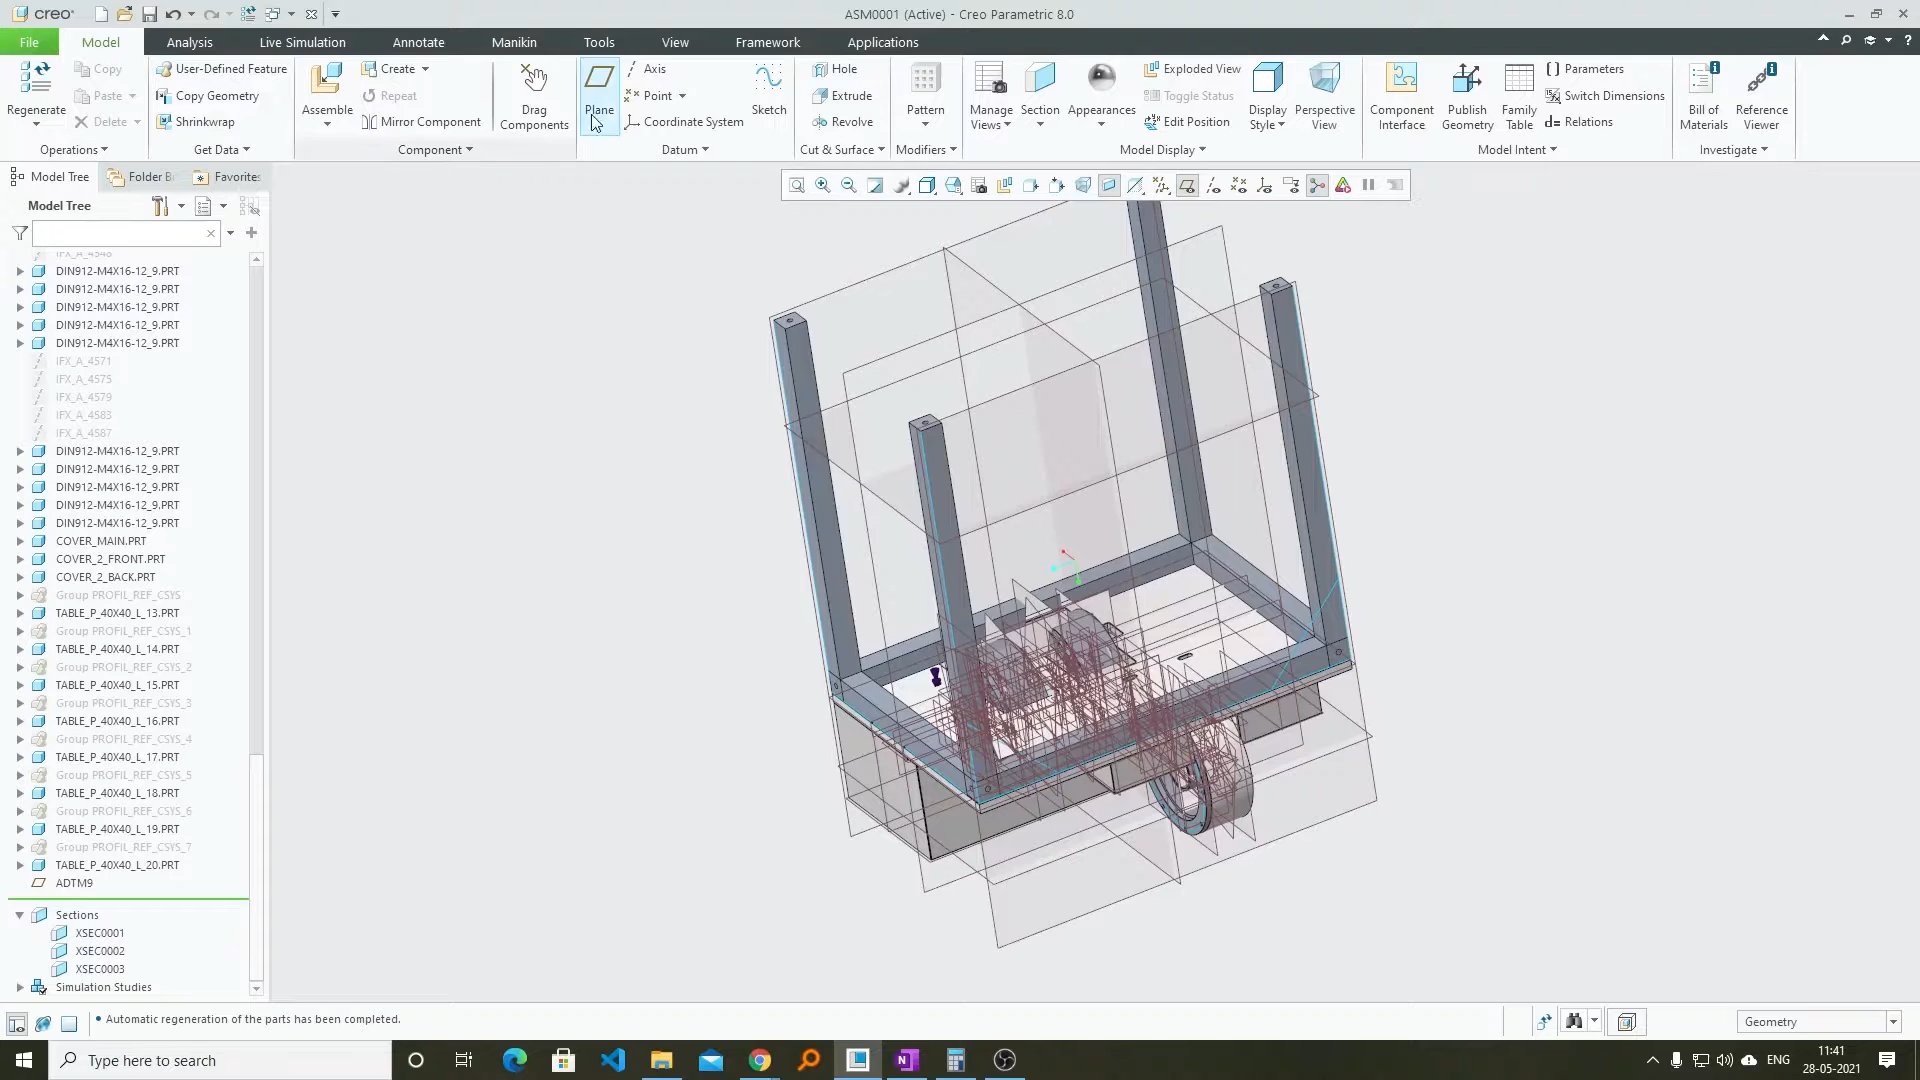 creo
ASM0001 (Active) - Creo Parametric 8.0
File
Model
Analysis
Live Simulation
Annotate
Manikin
Tools
View
Framework
Applications
Regenerate
Copy
Paste
Delete
Operations
User-Defined Feature
Copy Geometry
Shrinkwrap
Get Data
Assemble
Create
Repeat
Mirror Component
Component
Drag Components
Plane
Axis
Point
Coordinate System
Sketch
Datum
Hole
Extrude
Revolve
Cut & Surface
Pattern
Modifiers
Manage Views
Section
Appearances
Exploded View
Toggle Status
Edit Position
Display Style
Perspective View
Model Display
Component Interface
Publish Geometry
Family Table
Parameters
Switch Dimensions
Relations
Model Intent
Bill of Materials
Reference Viewer
Investigate
Model Tree
Folder B
Favorites
Model Tree
IFX_A_4548
DIN912-M4X16-12_9.PRT
DIN912-M4X16-12_9.PRT
DIN912-M4X16-12_9.PRT
DIN912-M4X16-12_9.PRT
DIN912-M4X16-12_9.PRT
IFX_A_4571
IFX_A_4575
IFX_A_4579
IFX_A_4583
IFX_A_4587
DIN912-M4X16-12_9.PRT
DIN912-M4X16-12_9.PRT
DIN912-M4X16-12_9.PRT
DIN912-M4X16-12_9.PRT
DIN912-M4X16-12_9.PRT
COVER_MAIN.PRT
COVER_2_FRONT.PRT
COVER_2_BACK.PRT
Group PROFIL_REF_CSYS
TABLE_P_40X40_L_13.PRT
Group PROFIL_REF_CSYS_1
TABLE_P_40X40_L_14.PRT
Group PROFIL_REF_CSYS_2
TABLE_P_40X40_L_15.PRT
Group PROFIL_REF_CSYS_3
TABLE_P_40X40_L_16.PRT
Group PROFIL_REF_CSYS_4
TABLE_P_40X40_L_17.PRT
Group PROFIL_REF_CSYS_5
TABLE_P_40X40_L_18.PRT
Group PROFIL_REF_CSYS_6
TABLE_P_40X40_L_19.PRT
Group PROFIL_REF_CSYS_7
TABLE_P_40X40_L_20.PRT
ADTM9
Sections
XSEC0001
XSEC0002
XSEC0003
Simulation Studies
• Automatic regeneration of the parts has been completed.
Geometry
Type here to search
ENG
11:41
28-05-2021